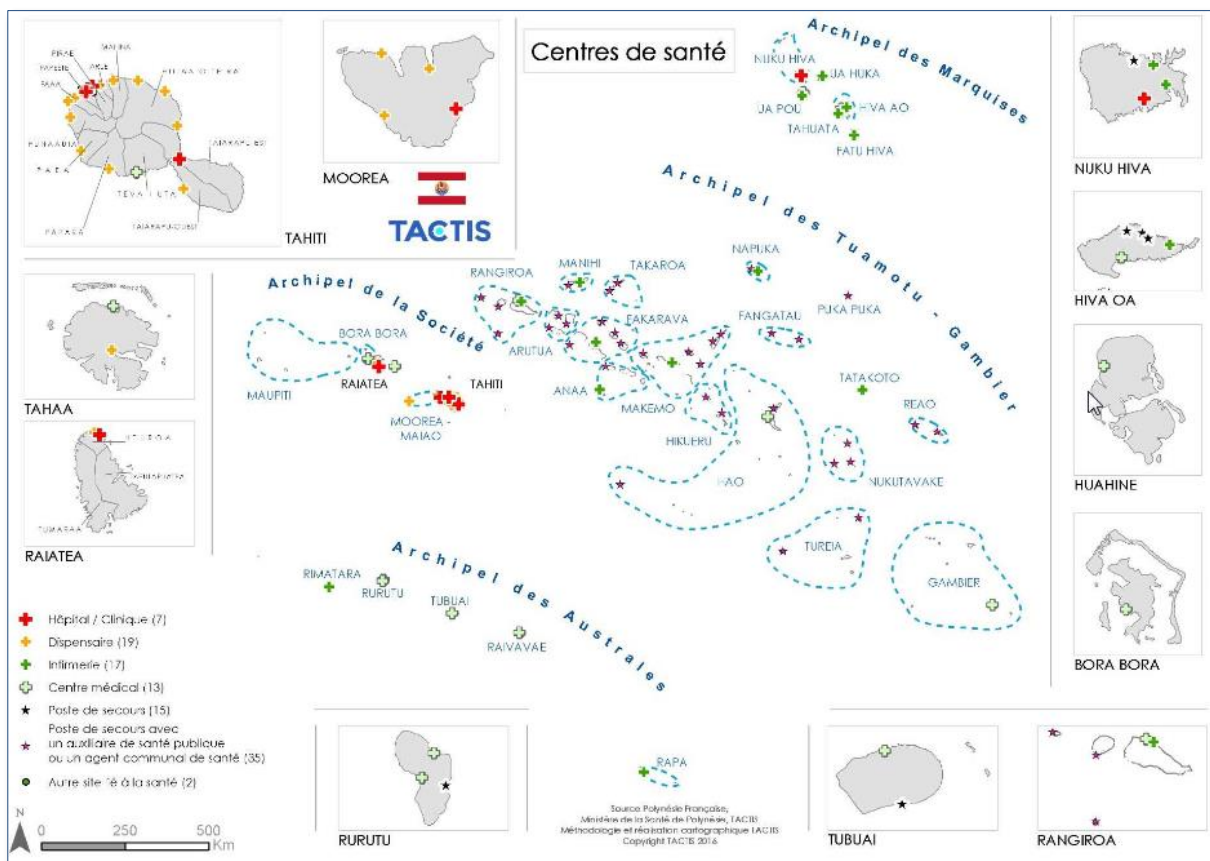 Centres de santé
Archipel des Marquises
Archipel des Tuamotu - Gambier
Archipel de la Société
Archipel des Australes
MAHINA
PIRAE
ARUE
PAPEETE
PUNAAUIA
PAEA
PAPARA
TEVA I UTA
TAIARAPU-OUEST
TAIARAPU EST
TAHITI
MOOREA
TACTIS
NUKU HIVA
UA HUKA
UA POU
HIVA AO
TAHUATA
FATU HIVA
NUKU HIVA
HIVA OA
HUAHINE
BORA BORA
TAHAA
TUMARAA
RAIATEA
MAUPITI
BORA BORA
RAIATEA
TAHITI
MOOREA -
MAIAO
RANGIROA
MANIHI
TAKAROA
NAPUKA
ARUTUA
FAKARAVA
FANGATAU
PUKA PUKA
ANAA
MAKEMO
TATAKOTO
HIKUERU
REAO
HAO
NUKUTAVAKE
TUREIA
GAMBIER
RIMATARA
RURUTU
TUBUAI
RAIVAVAE
RAPA
Hôpital / Clinique (7)
Dispensaire (19)
Infirmerie (17)
Centre médical (13)
Poste de secours (15)
Poste de secours avec
un auxiliaire de santé publique
ou un agent communal de santé (35)
Autre site lié à la santé (2)
N
0 250 500
Km
RURUTU
Source Polynésie Française,
Ministère de la Santé de Polynésie, TACTIS
Méthodologie et réalisation cartographique TACTIS
Copyright TACTIS 2016
TUBUAI
RANGIROA